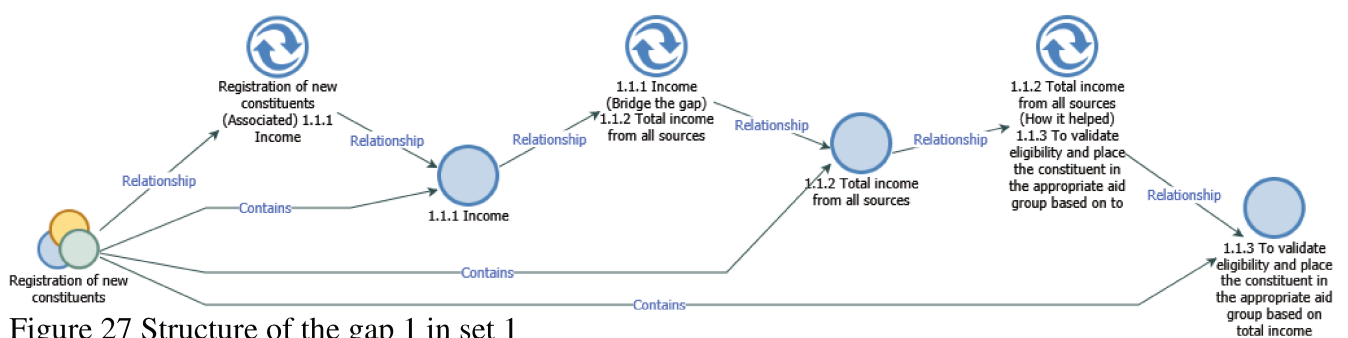 Registration of new
constituents
(Associated) 1.1.1
Income
1.1.1 Income
(Bridge the gap)
1.1.2 Total income
from all sources
1.1.2 Total income
from all sources
(How it helped)
1.1.3 To validate
eligibility and place
the constituent in
the appropriate aid
group based on to
Relationship
Relationship
Relationship
Relationship
Relationship
Relationship
1.1.1 Income
1.1.2 Total income
from all sources
Contains
Contains
Contains
Registration of new
constituents
1.1.3 To validate
eligibility and place
the constituent in
the appropriate aid
group based on
total income
Figure 27 Structure of the gap 1 in set 1